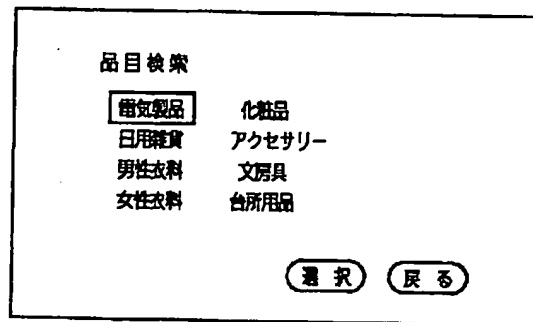 品目検索
電気製品 化粧品
日用雑貨 アクセサリー
男性衣料 文房具
女性衣料 台所用品
選択 戻る